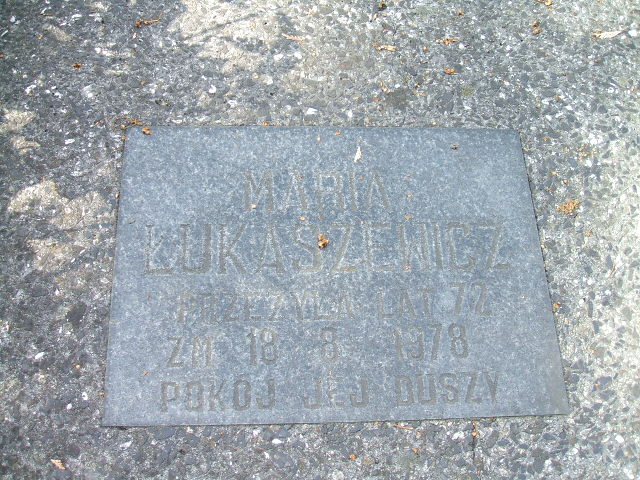 MARIA
ŁUKASZEWICZ
PRZEŻYŁA LAT 72
ZM 18 8 1978
POKÓJ JEJ DUSZY